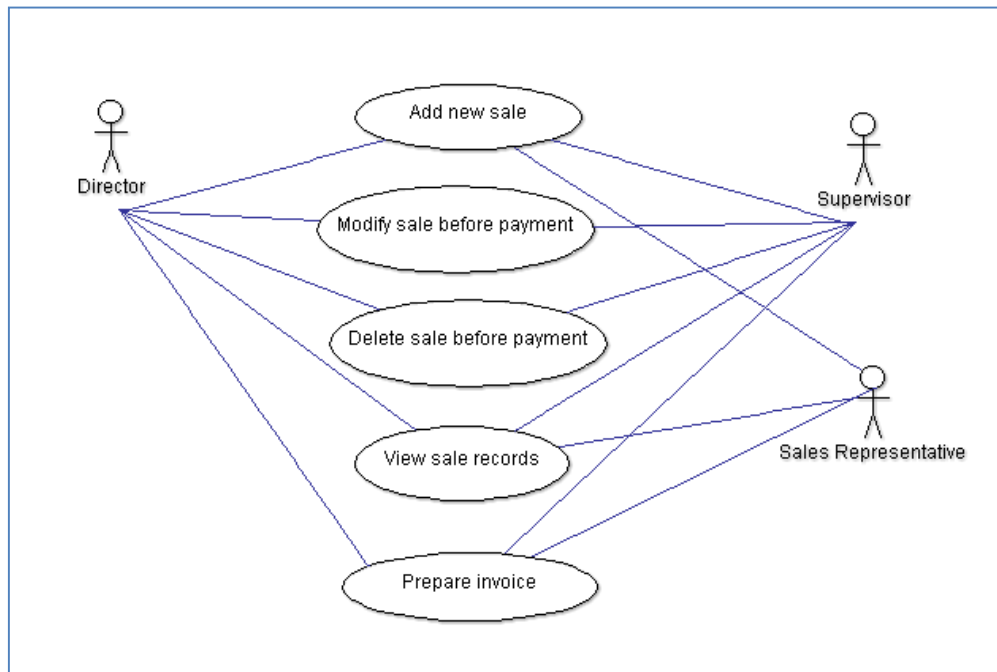 Add new sale
Director
Supervisor
Modify sale before payment
Delete sale before payment
View sale records
Sales Representative
Prepare invoice